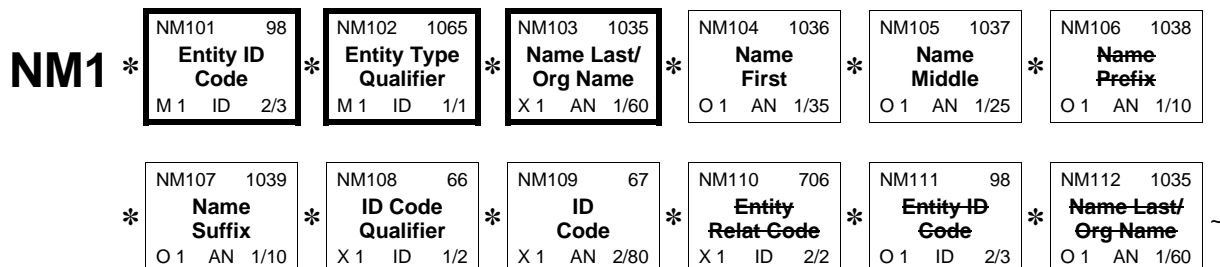 NM101 98 NM102 1065 NM103 1035 NM104 1036 NM105 1037 NM106 1038
NM1 * Entity ID Code * Entity Type Qualifier * Name Last/ Org Name * Name First * Name Middle * Name Prefix
M 1 ID 2/3 M 1 ID 1/1 X 1 AN 1/60 O 1 AN 1/35 O 1 AN 1/25 O 1 AN 1/10
NM107 1039 NM108 66 NM109 67 NM110 706 NM111 98 NM112 1035
* Name Suffix * ID Code Qualifier * ID Code * Entity Relat Code * Entity ID Code * Name Last/ Org Name ~
O 1 AN 1/10 X 1 ID 1/2 X 1 AN 2/80 X 1 ID 2/2 O 1 ID 2/3 O 1 AN 1/60